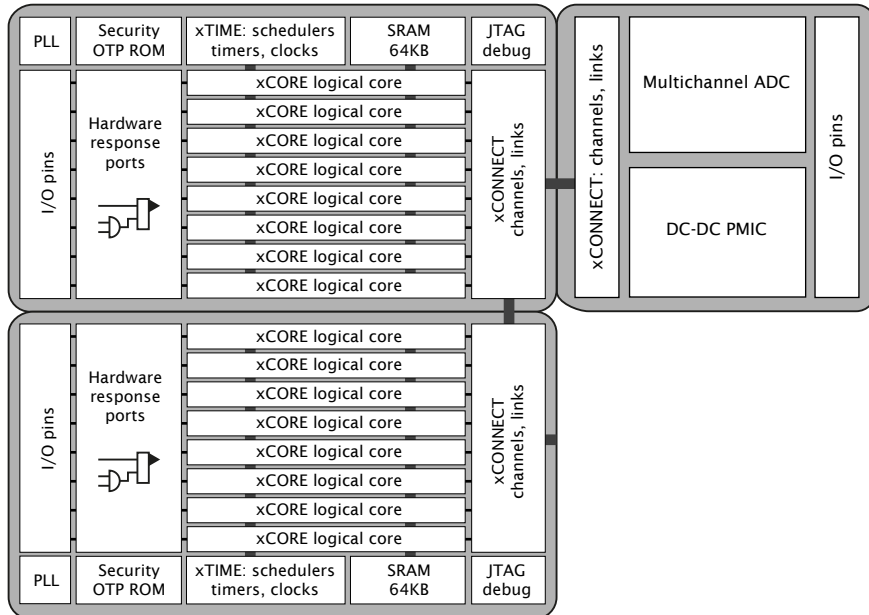 PLL
Security
OTP ROM
xTIME: schedulers
timers, clocks
SRAM
64KB
JTAG
debug
I/O pins
Hardware
response
ports
xCORE logical core
xCORE logical core
xCORE logical core
xCORE logical core
xCORE logical core
xCORE logical core
xCORE logical core
xCORE logical core
xCONNECT
channels, links
xCONNECT: channels, links
Multichannel ADC
DC-DC PMIC
I/O pins
I/O pins
Hardware
response
ports
xCORE logical core
xCORE logical core
xCORE logical core
xCORE logical core
xCORE logical core
xCORE logical core
xCORE logical core
xCORE logical core
xCONNECT
channels, links
PLL
Security
OTP ROM
xTIME: schedulers
timers, clocks
SRAM
64KB
JTAG
debug